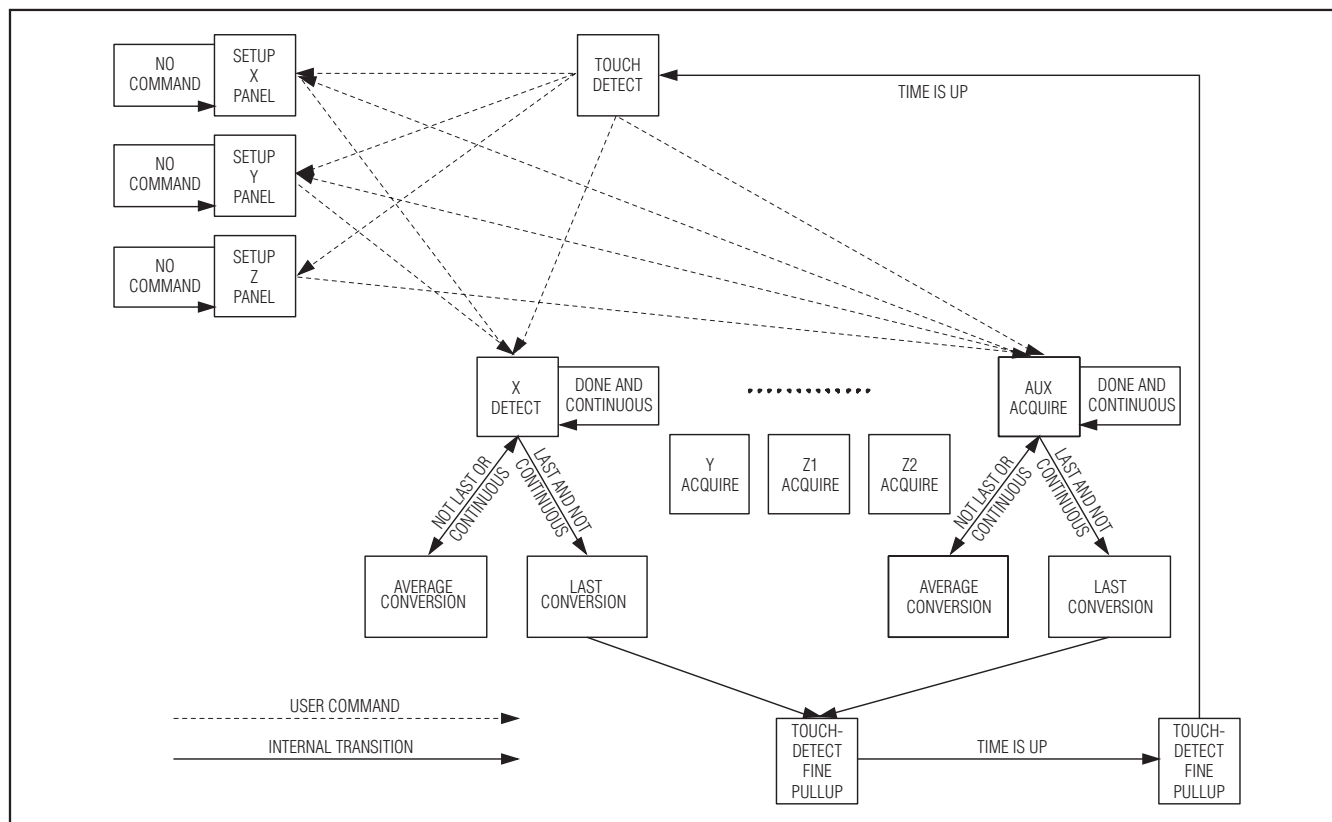 NO
COMMAND
SETUP
X
PANEL
TOUCH
DETECT
TIME IS UP
NO
COMMAND
SETUP
Y
PANEL
NO
COMMAND
SETUP
Z
PANEL
X
DETECT
DONE AND
CONTINUOUS
AUX
ACQUIRE
DONE AND
CONTINUOUS
Y
ACQUIRE
Z1
ACQUIRE
Z2
ACQUIRE
NOT LAST OR
CONTINUOUS
LAST AND NOT
CONTINUOUS
NOT LAST OR
CONTINUOUS
LAST AND NOT
CONTINUOUS
AVERAGE
CONVERSION
LAST
CONVERSION
AVERAGE
CONVERSION
LAST
CONVERSION
USER COMMAND
INTERNAL TRANSITION
TOUCH-
DETECT
FINE
PULLUP
TIME IS UP
TOUCH-
DETECT
FINE
PULLUP